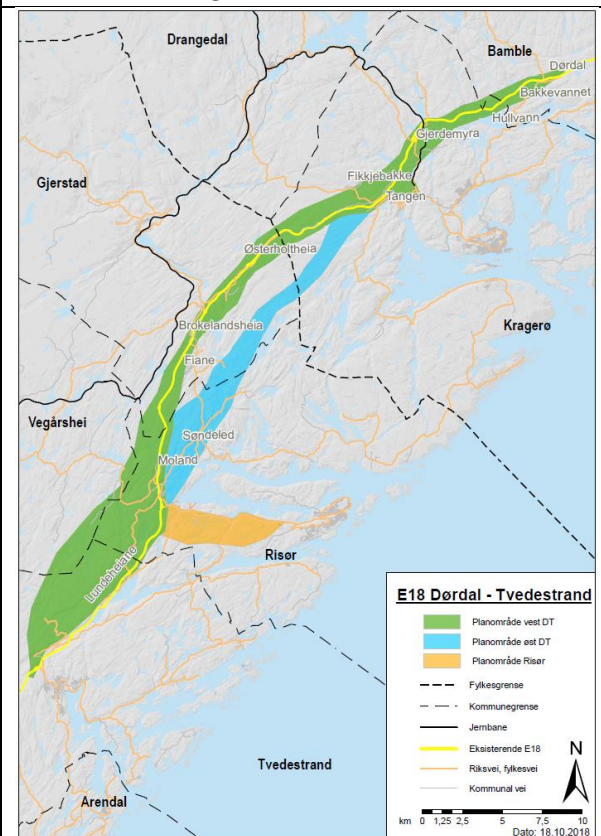 Drangedal
Bamble
Dørdal
Bakkevannet
Hullvann
Gjerdemyra
Gjerstad
Fikkjebakke
Tangen
Østerholtheia
Kragerø
Brokelandsheia
Fiane
Vegårshei
Søndeled
Moland
Risør
Lundeheiane
Tvedestrand
Arendal
E18 Dørdal - Tvedestrand
Planområde vest DT
Planområde øst DT
Planområde Risør
Fylkesgrense
Kommunegrense
Jernbane
Eksisterende E18
Riksvei, fylkesvei
Kommunal vei
N
km 0 1,25 2,5 5 7,5 10
Dato: 18.10.2018